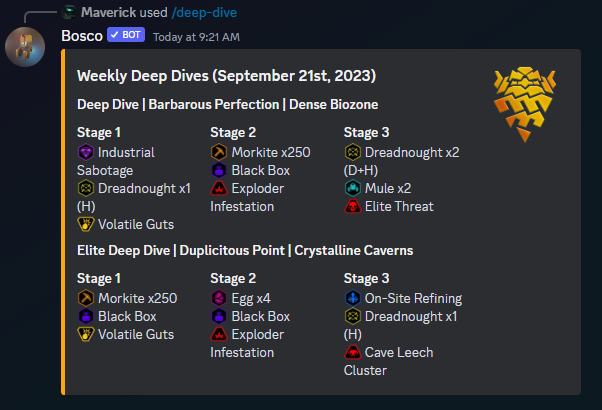 Maverick used /deep-dive
Bosco ✓ BOT Today at 9:21 AM
Weekly Deep Dives (September 21st, 2023)
Deep Dive | Barbarous Perfection | Dense Biozone
Stage 1
Industrial
Sabotage
Dreadnought x1
(H)
Volatile Guts
Stage 2
Morkite x250
Black Box
Exploder
Infestation
Stage 3
Dreadnought x2
(D+H)
Mule x2
Elite Threat
Elite Deep Dive | Duplicitous Point | Crystalline Caverns
Stage 1
Morkite x250
Black Box
Volatile Guts
Stage 2
Egg x4
Black Box
Exploder
Infestation
Stage 3
On-Site Refining
Dreadnought x1
(H)
Cave Leech
Cluster